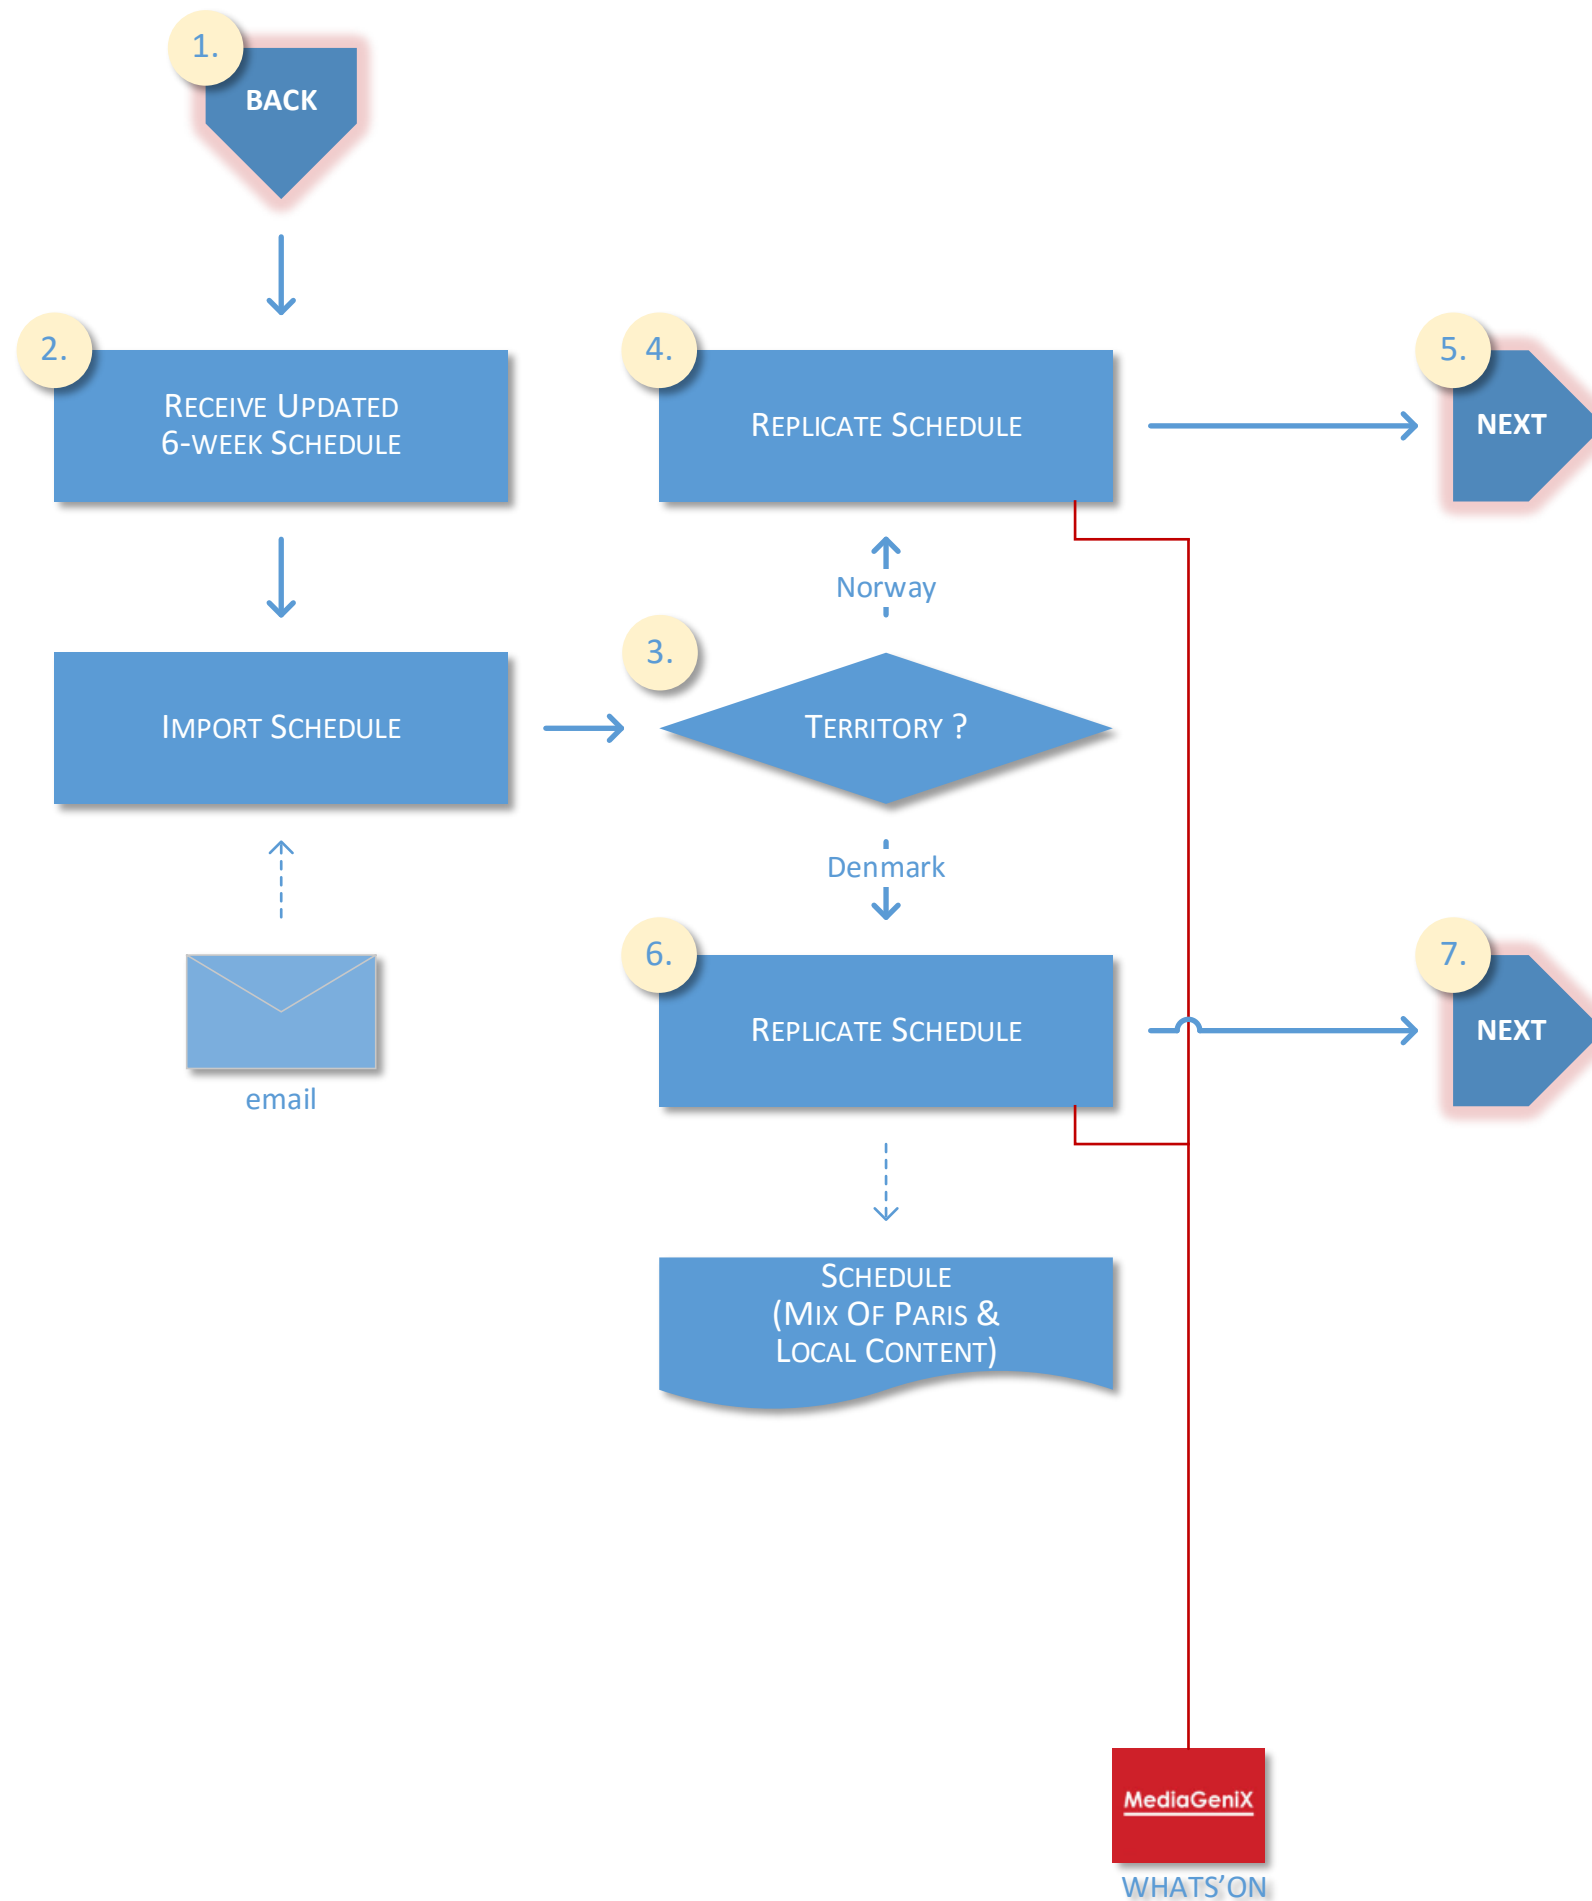 1.
BACK
2.
RECEIVE UPDATED
6-WEEK SCHEDULE
4.
REPLICATE SCHEDULE
5.
NEXT
Norway
IMPORT SCHEDULE
3.
TERRITORY ?
Denmark
email
6.
REPLICATE SCHEDULE
7.
NEXT
SCHEDULE
(MIX OF PARIS &
LOCAL CONTENT)
MediaGeniX
WHATS'ON